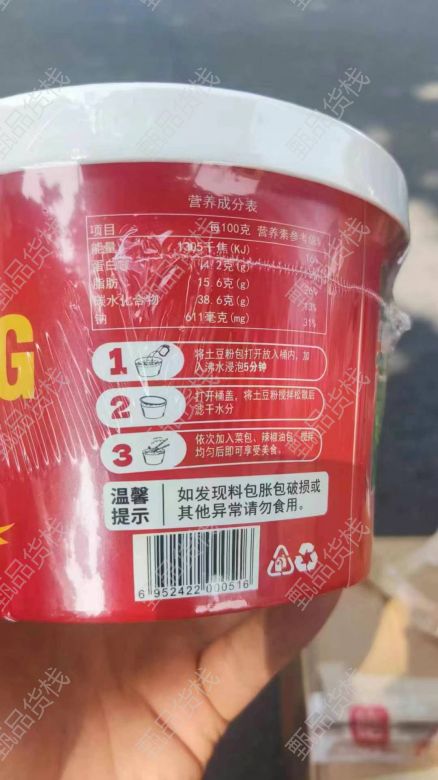 营养成分表
项目 每100克 营养素参考值%
能量 1305千焦(KJ) 16%
蛋白质 14.2克(g)
脂肪 15.6克(g) 26%
碳水化合物 38.6克(g) 13%
钠 611毫克(mg) 31%
G
1 将土豆粉包打开放入桶内，加
入沸水浸泡5分钟
2 打开桶盖，将土豆粉搅拌松散后
滤干水分
3 依次加入菜包、辣椒油包，搅拌
均匀后即可享受美食。
温馨
提示
如发现料包胀包破损或
其他异常请勿食用。
6 952422 000516
甄品货栈